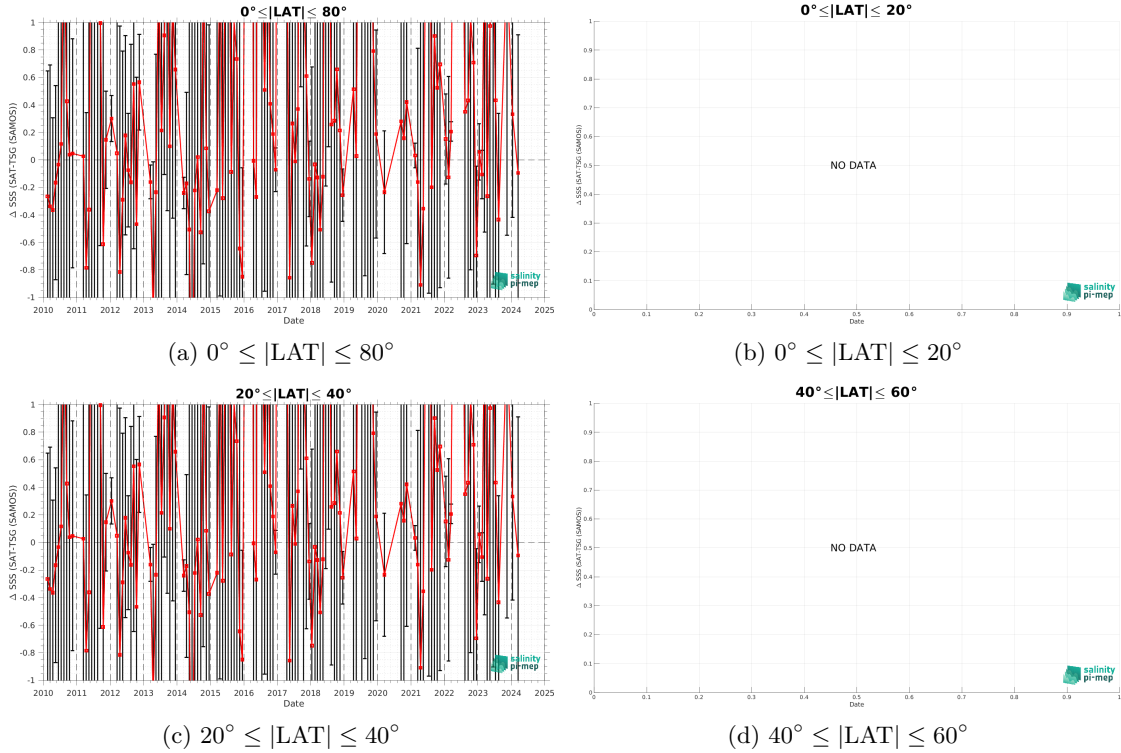 0°≤|LAT|≤ 80°
Δ SSS (SAT-TSG (SAMOS))
1
0.8
0.6
0.4
0.2
0
-0.2
-0.4
-0.6
-0.8
-1
2010 2011 2012 2013 2014 2015 2016 2017 2018 2019 2020 2021 2022 2023 2024 2025
Date
salinity
pi-mep
(a) 0° ≤ |LAT| ≤ 80°
0°≤|LAT|≤ 20°
Δ SSS (SAT-TSG (SAMOS))
1
0.9
0.8
0.7
0.6
0.5
0.4
0.3
0.2
0.1
0
NO DATA
0 0.1 0.2 0.3 0.4 0.5 0.6 0.7 0.8 0.9 1
Date
salinity
pi-mep
(b) 0° ≤ |LAT| ≤ 20°
20°≤|LAT|≤ 40°
Δ SSS (SAT-TSG (SAMOS))
1
0.8
0.6
0.4
0.2
0
-0.2
-0.4
-0.6
-0.8
-1
2010 2011 2012 2013 2014 2015 2016 2017 2018 2019 2020 2021 2022 2023 2024 2025
Date
salinity
pi-mep
(c) 20° ≤ |LAT| ≤ 40°
40°≤|LAT|≤ 60°
Δ SSS (SAT-TSG (SAMOS))
1
0.9
0.8
0.7
0.6
0.5
0.4
0.3
0.2
0.1
0
NO DATA
0 0.1 0.2 0.3 0.4 0.5 0.6 0.7 0.8 0.9 1
Date
salinity
pi-mep
(d) 40° ≤ |LAT| ≤ 60°